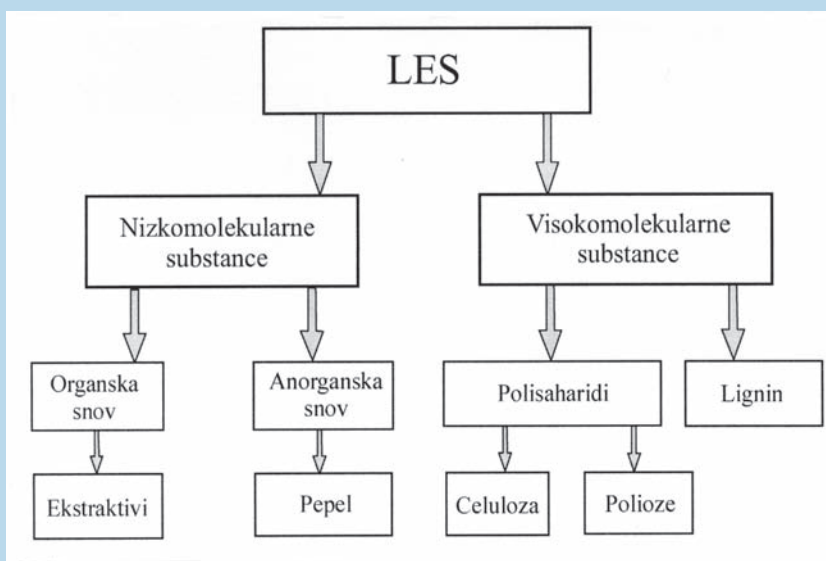 LES
Nizkomolekularne
substance
Visokomolekularne
substance
Organska
snov
Anorganska
snov
Polisaharidi
Lignin
Ekstraktivi
Pepel
Celuloza
Polioze